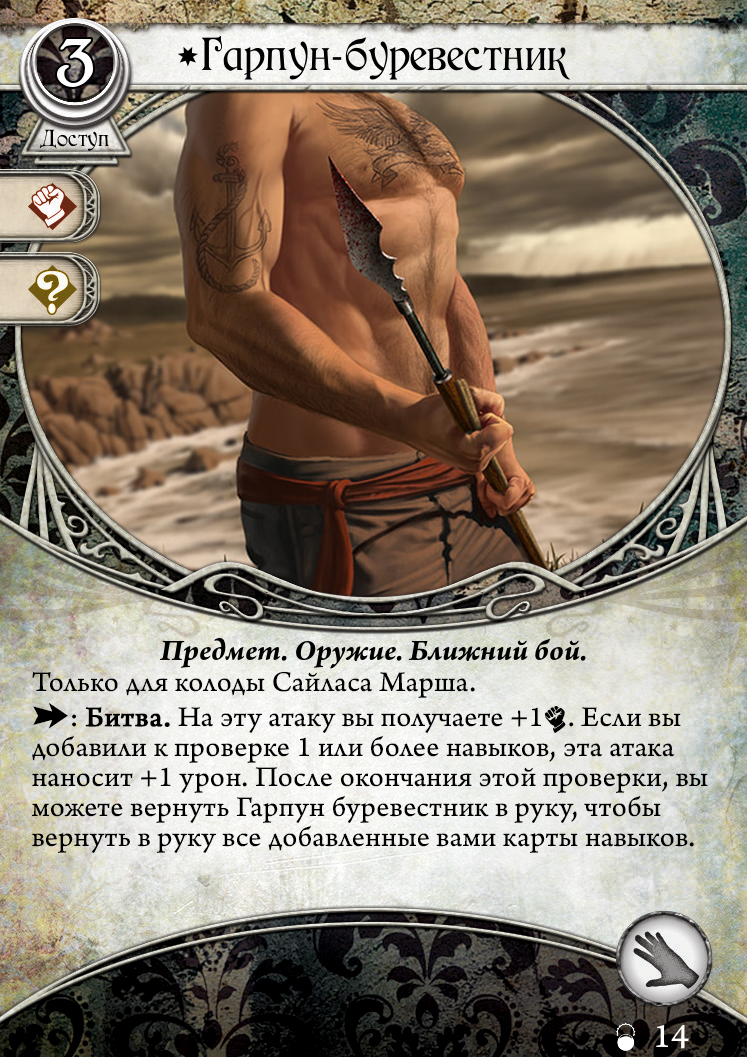 3
Гарпун-буревестник
Доступ
?
Предмет. Оружие. Ближний бой.
Только для колоды Сайласа Марша.
: Битва. На эту атаку вы получаете +1. Если вы
добавили к проверке 1 или более навыков, эта атака
наносит +1 урон. После окончания этой проверки, вы
можете вернуть Гарпун буревестник в руку, чтобы
вернуть в руку все добавленные вами карты навыков.
14